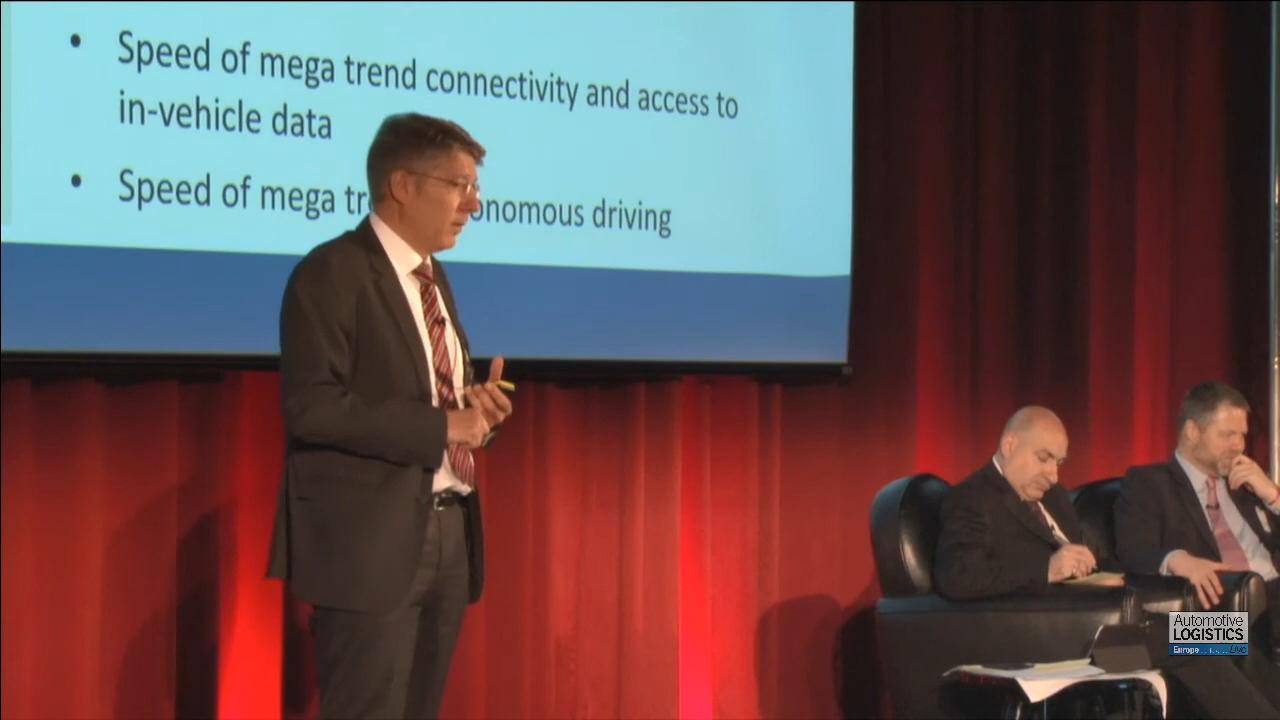 • Speed of mega trend connectivity and access to
in-vehicle data
• Speed of mega tr onomous driving
Automotive
LOGISTICS
Europe Live